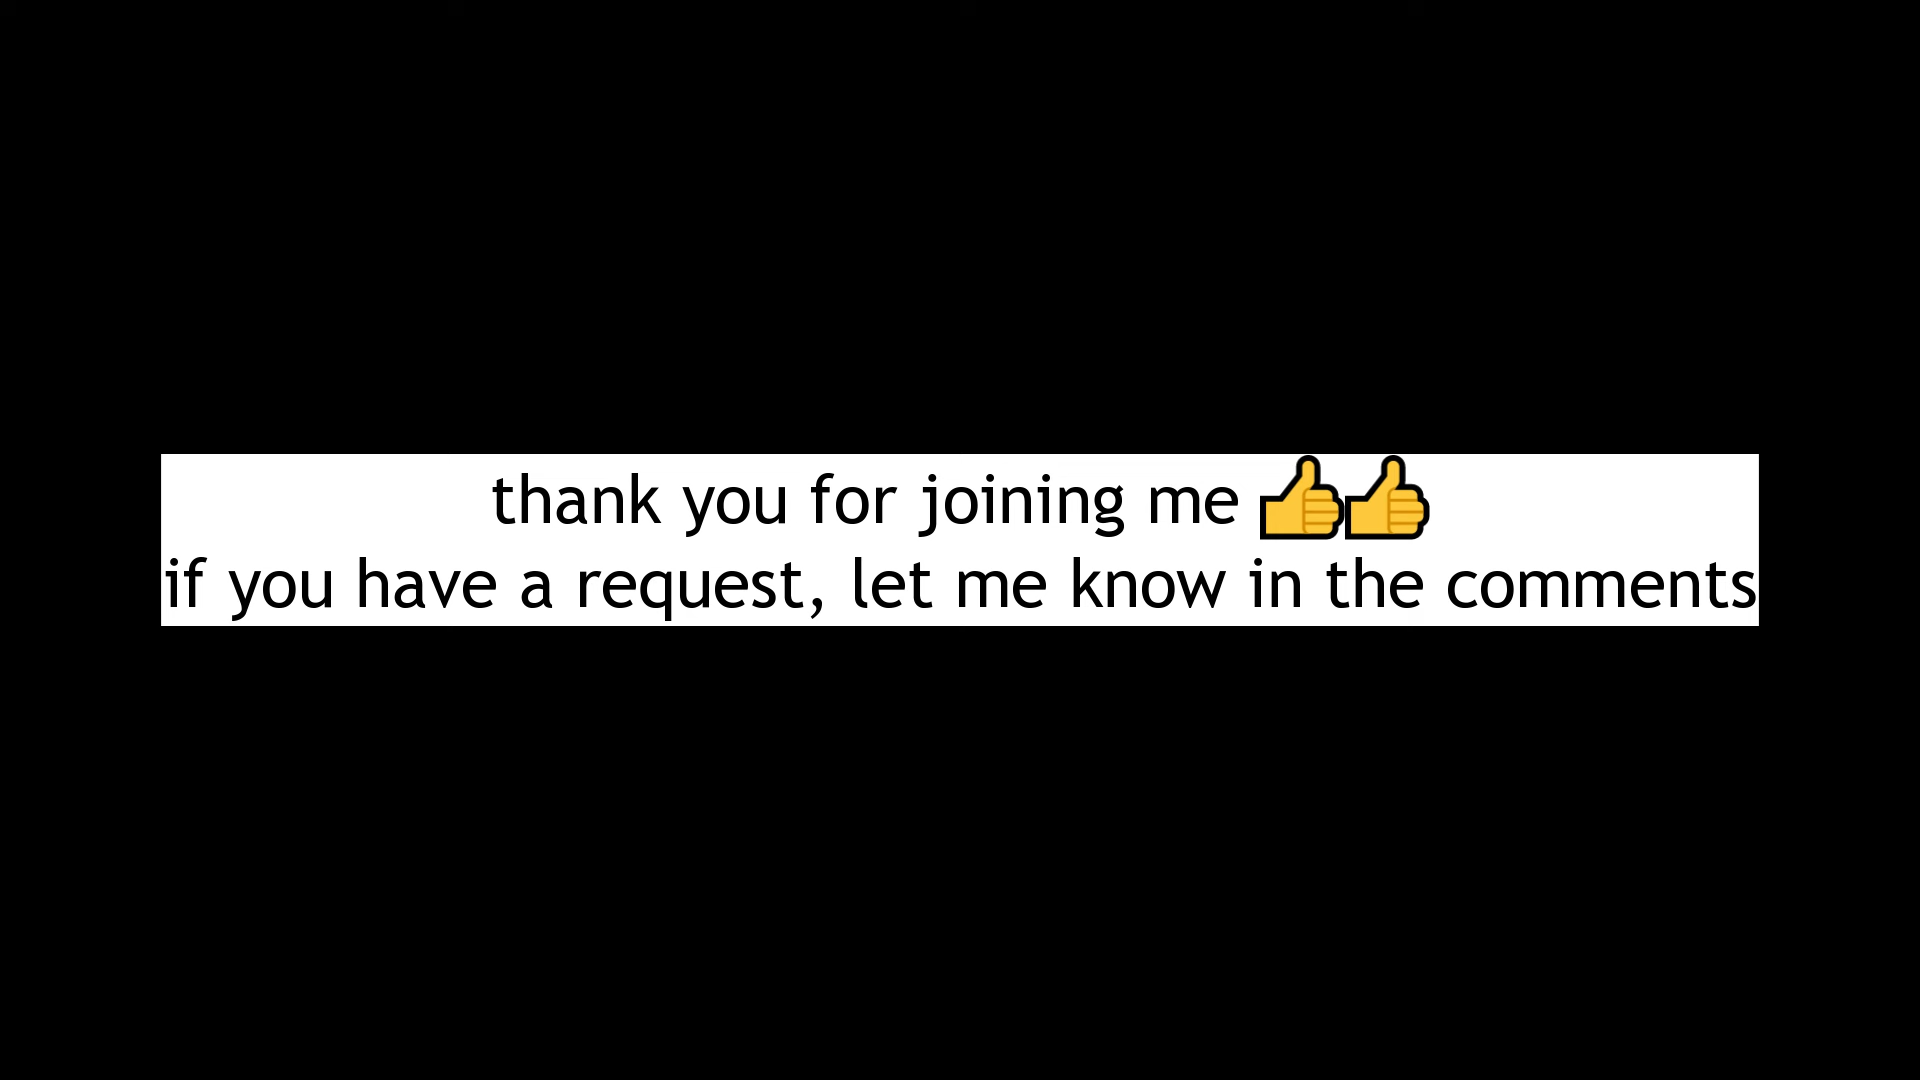 thank you for joining me 👍👍
if you have a request, let me know in the comments